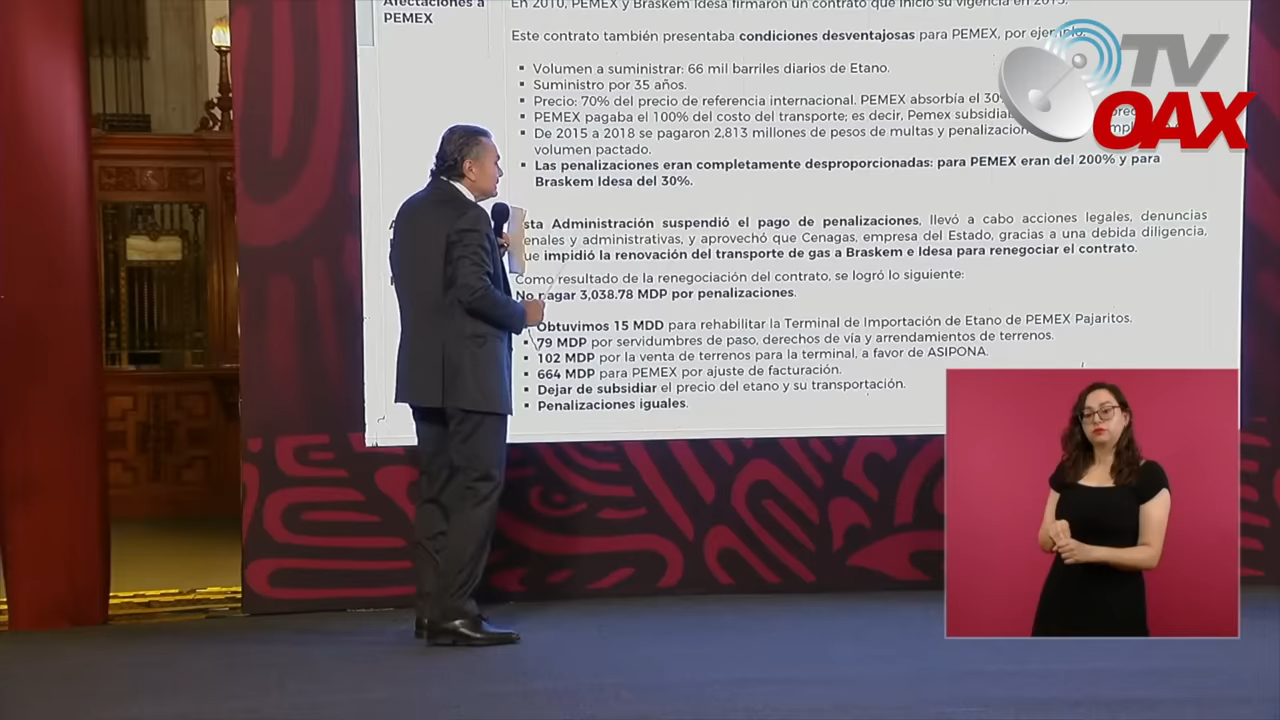 Afectaciones a
PEMEX
En 2010, PEMEX y Braskem Idesa firmaron un contrato que inició su vigencia en 2015.
Este contrato también presentaba condiciones desventajosas para PEMEX, por ejemplo:
▪ Volumen a suministrar: 66 mil barriles diarios de Etano.
▪ Suministro por 35 años.
▪ Precio: 70% del precio de referencia internacional. PEMEX absorbía el 30%
▪ PEMEX pagaba el 100% del costo del transporte; es decir, Pemex
▪ De 2015 a 2018 se pagaron 2,813 millones de pesos de multas y
volumen pactado.
▪ Las penalizaciones eran completamente desproporcionadas: para PEMEX eran del 200% y para
Braskem Idesa del 30%.
sta Administración suspendió el pago de penalizaciones, llevó a cabo acciones legales, denuncias
enales y administrativas, y aprovechó que Cenagas, empresa del Estado, gracias a una debida diligencia,
ue impidió la renovación del transporte de gas a Braskem e Idesa para renegociar el contrato.
Como resultado de la renegociación del contrato, se logró lo siguiente:
No pagar 3,038.78 MDP por penalizaciones.
Obtuvimos 15 MDD para rehabilitar la Terminal de Importación de Etano de PEMEX Pajaritos.
▪ 79 MDP por servidumbres de paso, derechos de vía y arrendamientos de terrenos.
▪ 102 MDP por la venta de terrenos para la terminal, a favor de ASIPONA.
▪ 664 MDP para PEMEX por ajuste de facturación.
▪ Dejar de subsidiar el precio del etano y su transportación.
▪ Penalizaciones iguales.
TV
OAX